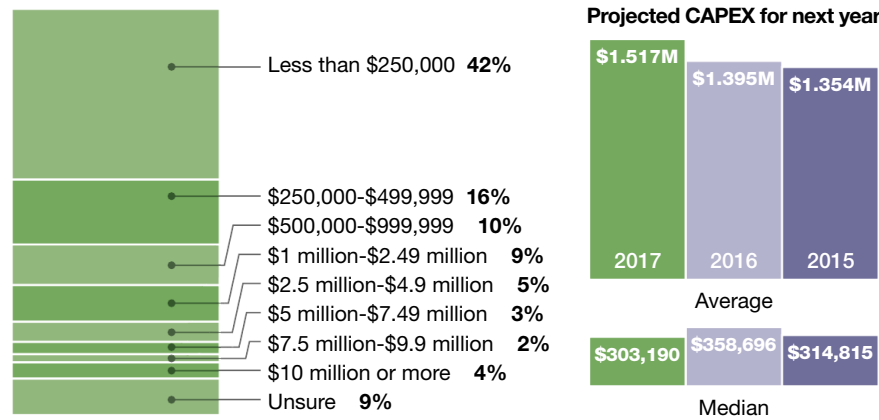 Less than $250,000 42%
$250,000-$499,999 16%
$500,000-$999,999 10%
$1 million-$2.49 million 9%
$2.5 million-$4.9 million 5%
$5 million-$7.49 million 3%
$7.5 million-$9.9 million 2%
$10 million or more 4%
Unsure 9%
Projected CAPEX for next year
$1.517M
$1.395M
$1.354M
2017
2016
2015
Average
$303,190
$358,696
$314,815
Median